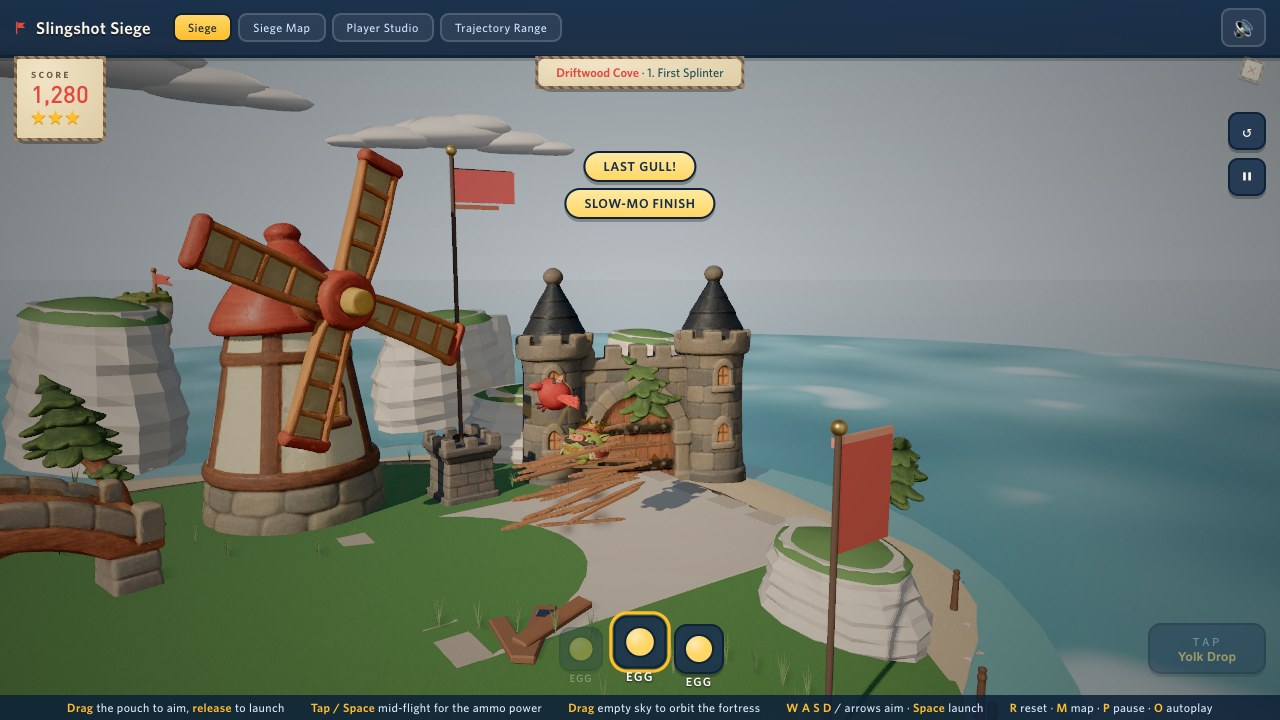 Slingshot Siege
Siege
Siege Map
Player Studio
Trajectory Range
SCORE
1,280
Driftwood Cove · 1. First Splinter
LAST GULL!
SLOW-MO FINISH
EGG
EGG
EGG
TAP
Yolk Drop
Drag the pouch to aim, release to launch
Tap / Space mid-flight for the ammo power
Drag empty sky to orbit the fortress
W A S D / arrows aim · Space launch
R reset · M map · P pause · O autoplay